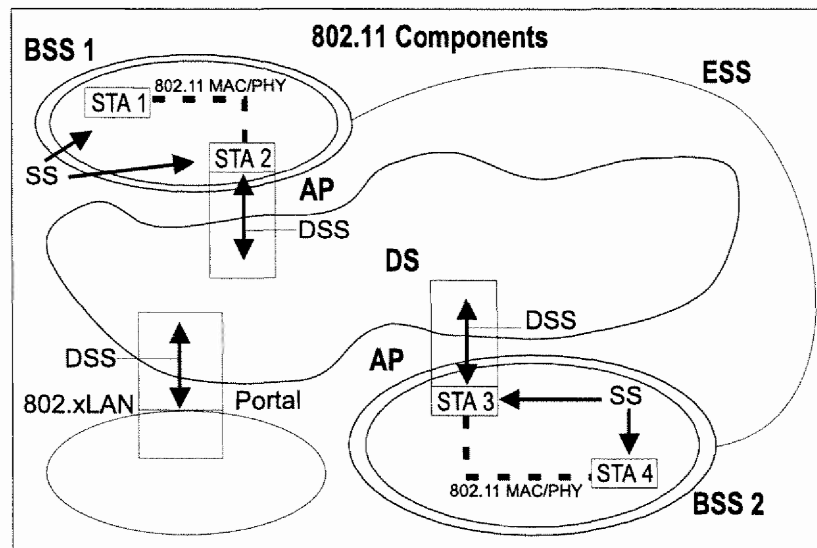 802.11 Components
BSS 1
ESS
802.11 MAC/PHY
STA 1
STA 2
SS
AP
DSS
DS
DSS
DSS
AP
802.xLAN
Portal
STA 3
SS
STA 4
802.11 MAC/PHY
BSS 2